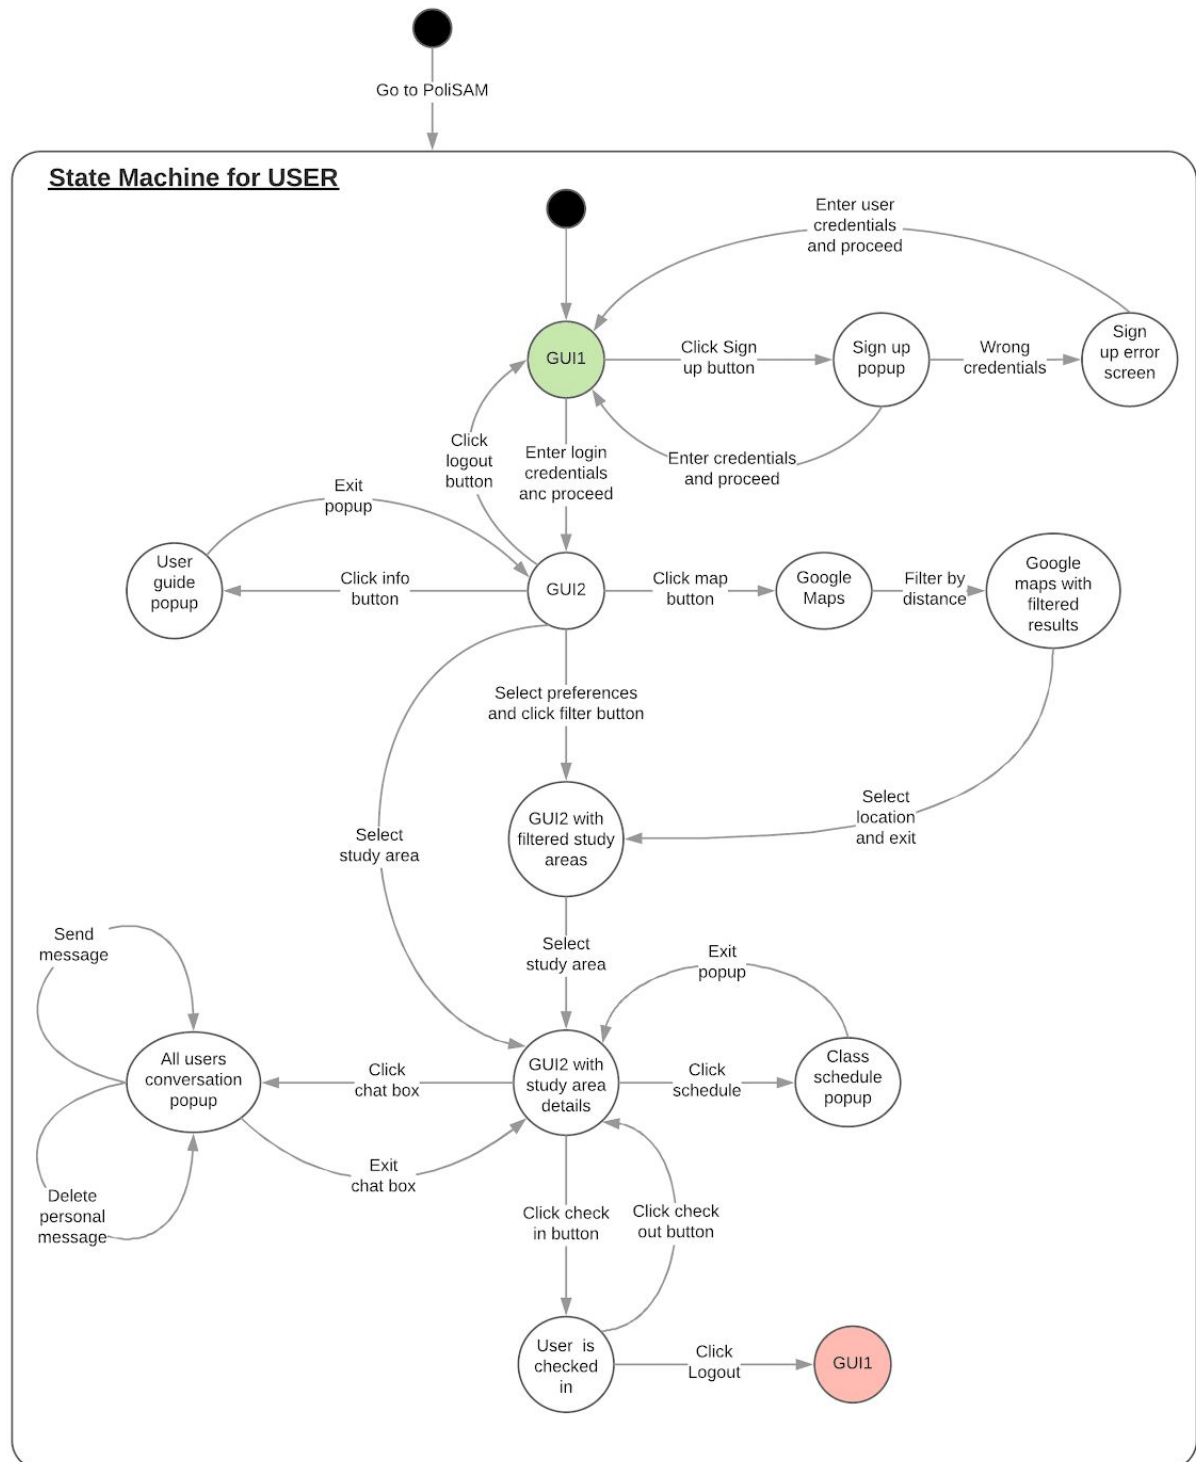 Go to PoliSAM
State Machine for USER
Enter user
credentials
and proceed
GUI1
Click Sign
up button
Sign up
popup
Wrong
credentials
Sign
up error
screen
Click
logout
button
Enter login
credentials
anc proceed
Enter credentials
and proceed
Exit
popup
User
guide
popup
Click info
button
GUI2
Click map
button
Google
Maps
Filter by
distance
Google
maps with
filtered
results
Select preferences
and click filter button
Select
study area
GUI2 with
filtered study
areas
Select
location
and exit
Send
message
Select
study area
Exit
popup
All users
conversation
popup
Click
chat box
GUI2 with
study area
details
Click
schedule
Class
schedule
popup
Exit
chat box
Delete
personal
message
Click check
in button
Click check
out button
User is
checked
in
Click
Logout
GUI1